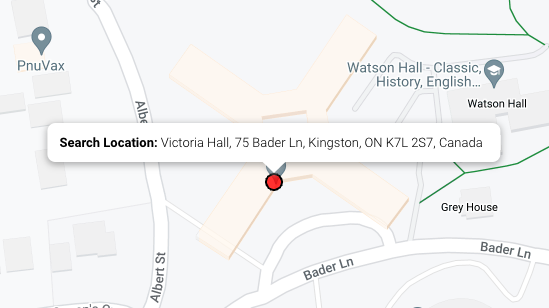 PnuVax
Watson Hall - Classic,
History, English...
Watson Hall
Albe
Search Location: Victoria Hall, 75 Bader Ln, Kingston, ON K7L 2S7, Canada
Grey House
Albert St
Bader Ln
Bader Ln